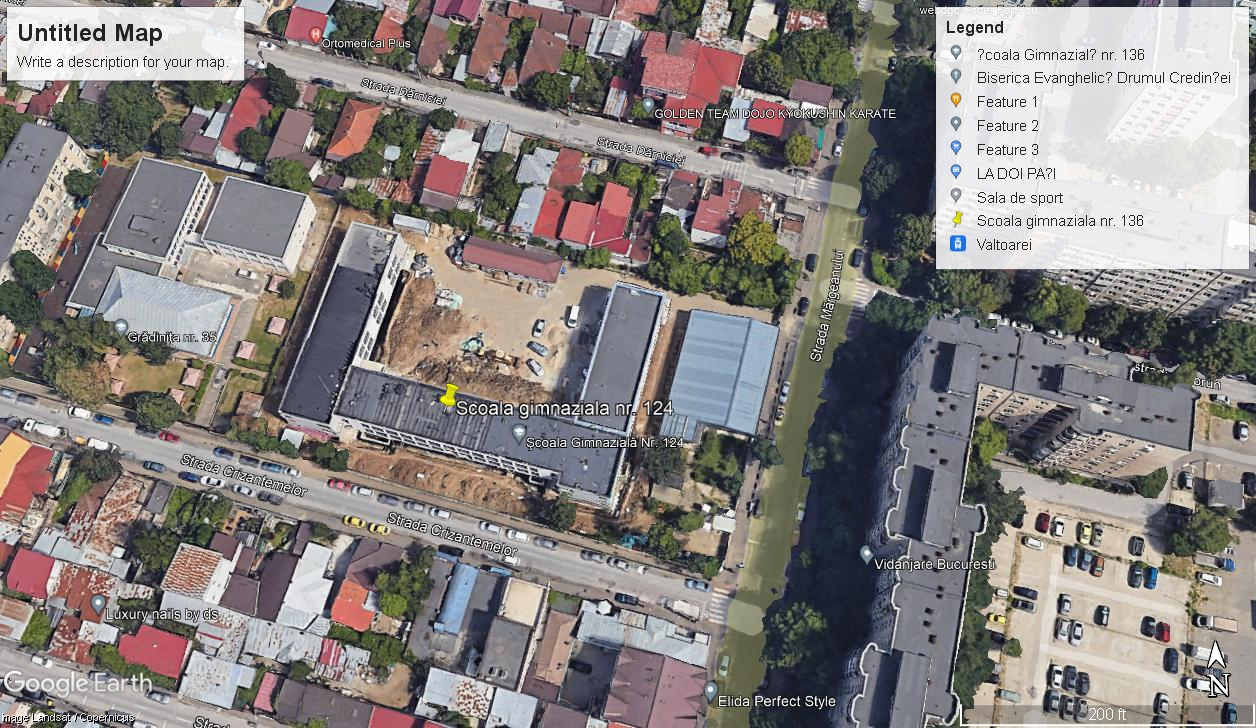 Untitled Map
Write a description for your map.
Ortomedical Plus
Strada Dărniciei
GOLDEN TEAM DOJO KYOKUSHIN KARATE
Strada Dărniciei
Legend
?coala Gimnazial? nr. 136
Biserica Evanghelic? Drumul Credin?ei
Feature 1
Feature 2
Feature 3
LA DOI PA?I
Sala de sport
Scoala gimnaziala nr. 136
Valtoarei
Strada Mărgeanului
Grădinița nr. 35
Scoala gimnaziala nr. 124
Școala Gimnazială Nr. 124
Strada Crizantemelor
Strada Crizantemelor
Vidanjare Bucuresti
Luxury nails by ds
Elida Perfect Style
Google Earth
Image Landsat / Copernicus
N
200 ft